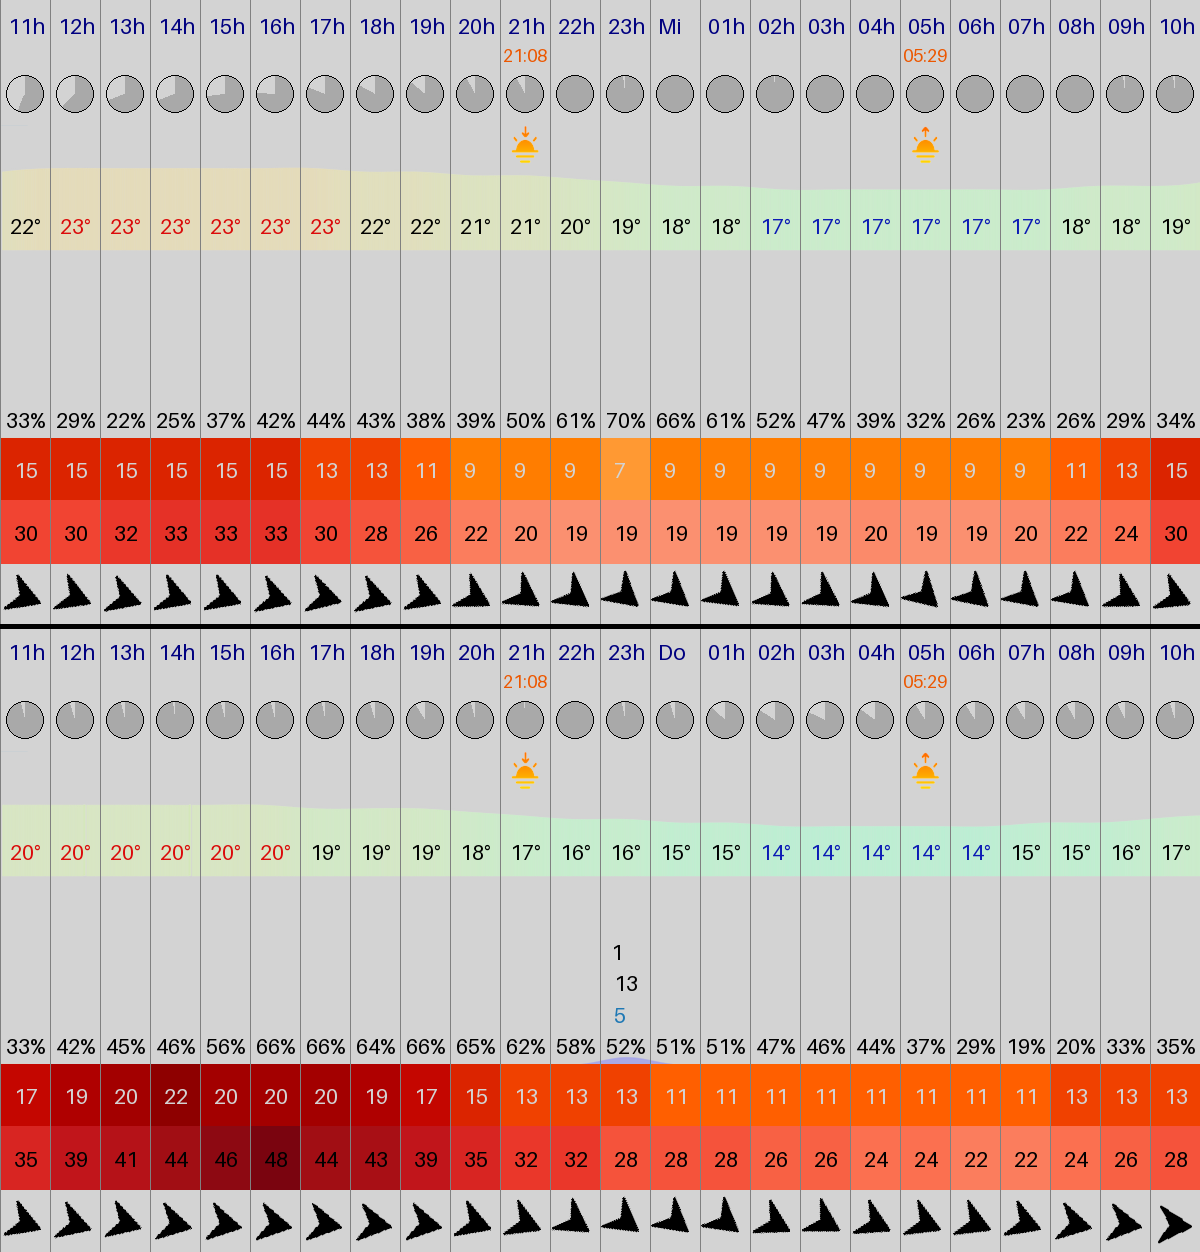 11h 12h 13h 14h 15h 16h 17h 18h 19h 20h 21h 22h 23h Mi 01h 02h 03h 04h 05h 06h 07h 08h 09h 10h
21:08 05:29
22° 23° 23° 23° 23° 23° 23° 22° 22° 21° 21° 20° 19° 18° 18° 17° 17° 17° 17° 17° 17° 18° 18° 19°
33% 29% 22% 25% 37% 42% 44% 43% 38% 39% 50% 61% 70% 66% 61% 52% 47% 39% 32% 26% 23% 26% 29% 34%
15 15 15 15 15 15 13 13 11 9 9 9 7 9 9 9 9 9 9 9 9 11 13 15
30 30 32 33 33 33 30 28 26 22 20 19 19 19 19 19 19 20 19 19 20 22 24 30
11h 12h 13h 14h 15h 16h 17h 18h 19h 20h 21h 22h 23h Do 01h 02h 03h 04h 05h 06h 07h 08h 09h 10h
21:08 05:29
20° 20° 20° 20° 20° 20° 19° 19° 19° 18° 17° 16° 16° 15° 15° 14° 14° 14° 14° 14° 15° 15° 16° 17°
1
13
5
33% 42% 45% 46% 56% 66% 66% 64% 66% 65% 62% 58% 52% 51% 51% 47% 46% 44% 37% 29% 19% 20% 33% 35%
17 19 20 22 20 20 20 19 17 15 13 13 13 11 11 11 11 11 11 11 11 13 13 13
35 39 41 44 46 48 44 43 39 35 32 32 28 28 28 26 26 24 24 22 22 24 26 28